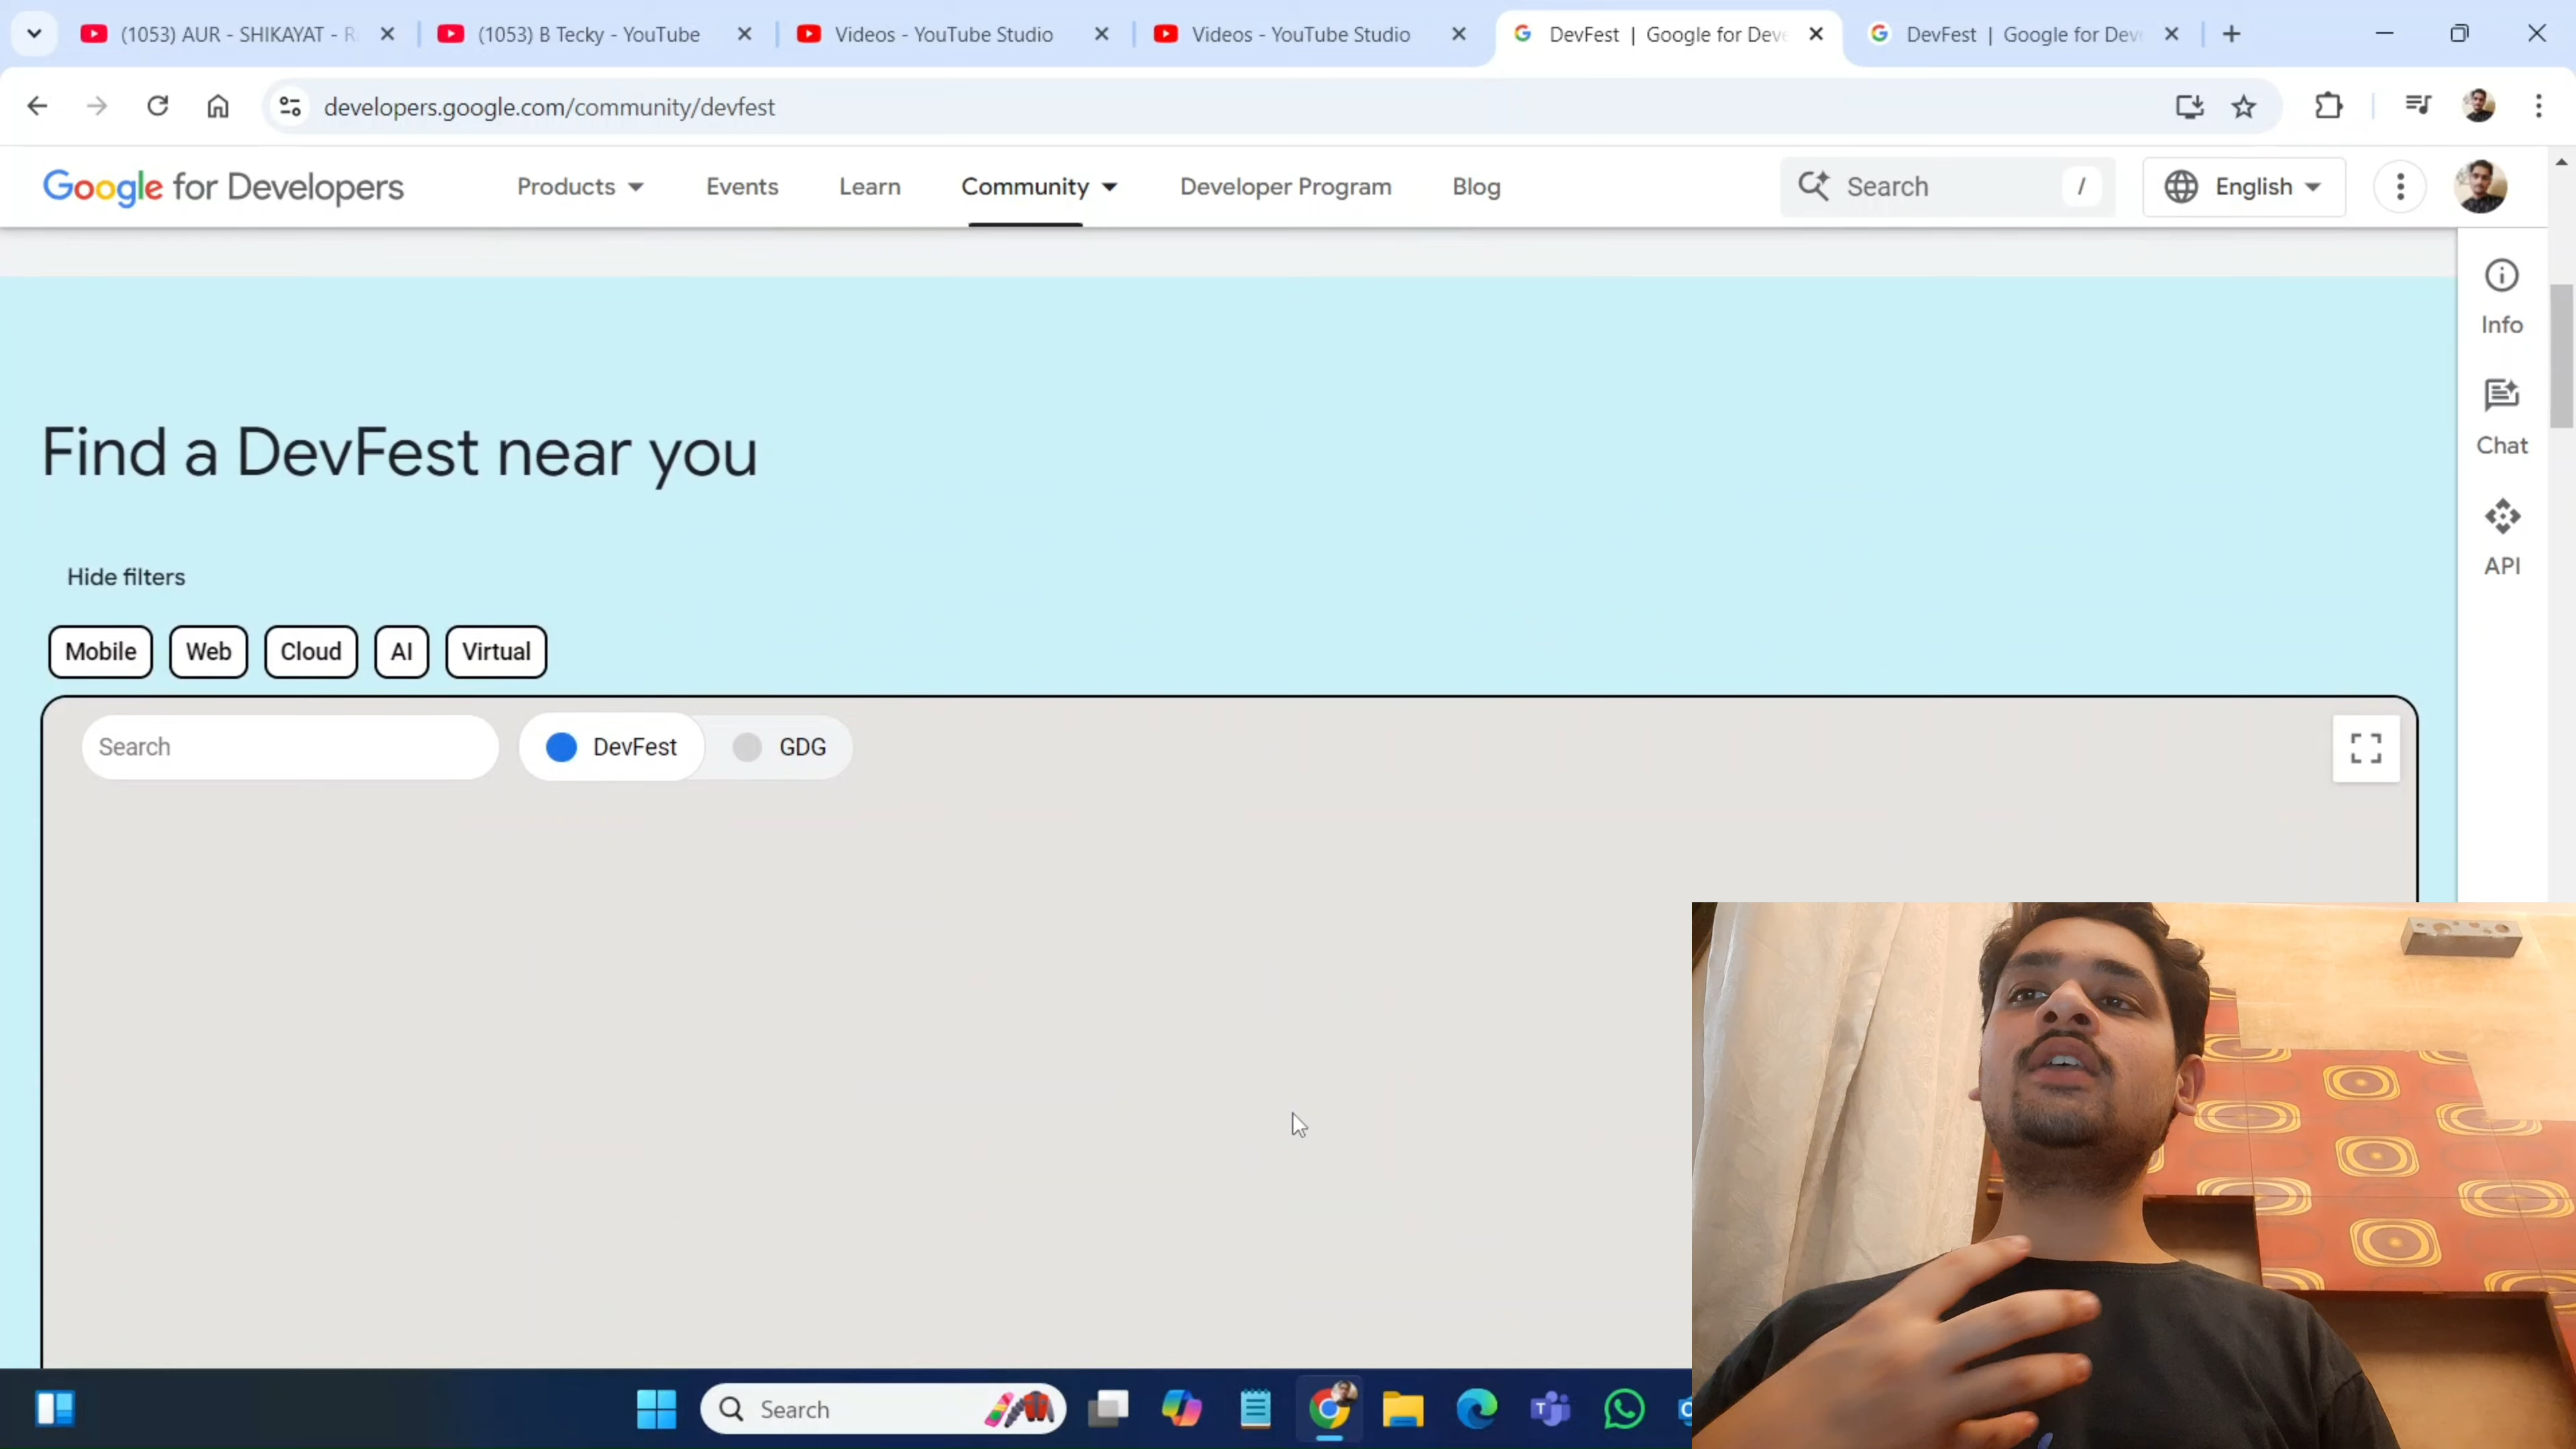 (1053) AUR - SHIKAYAT - R
(1053) B Tecky - YouTube
Videos - YouTube Studio
Videos - YouTube Studio
DevFest | Google for Deve
DevFest | Google for Dev
developers.google.com/community/devfest
Google for Developers
Products
Events
Learn
Community
Developer Program
Blog
Search
/
English
Info
Chat
API
Find a DevFest near you
Hide filters
Mobile
Web
Cloud
AI
Virtual
Search
DevFest
GDG
Search